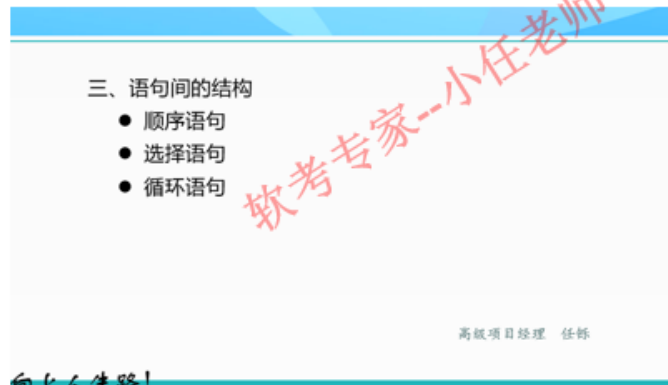 软考专家--小任老师
三、语句间的结构
● 顺序语句
● 选择语句
● 循环语句
高级项目经理 任铄